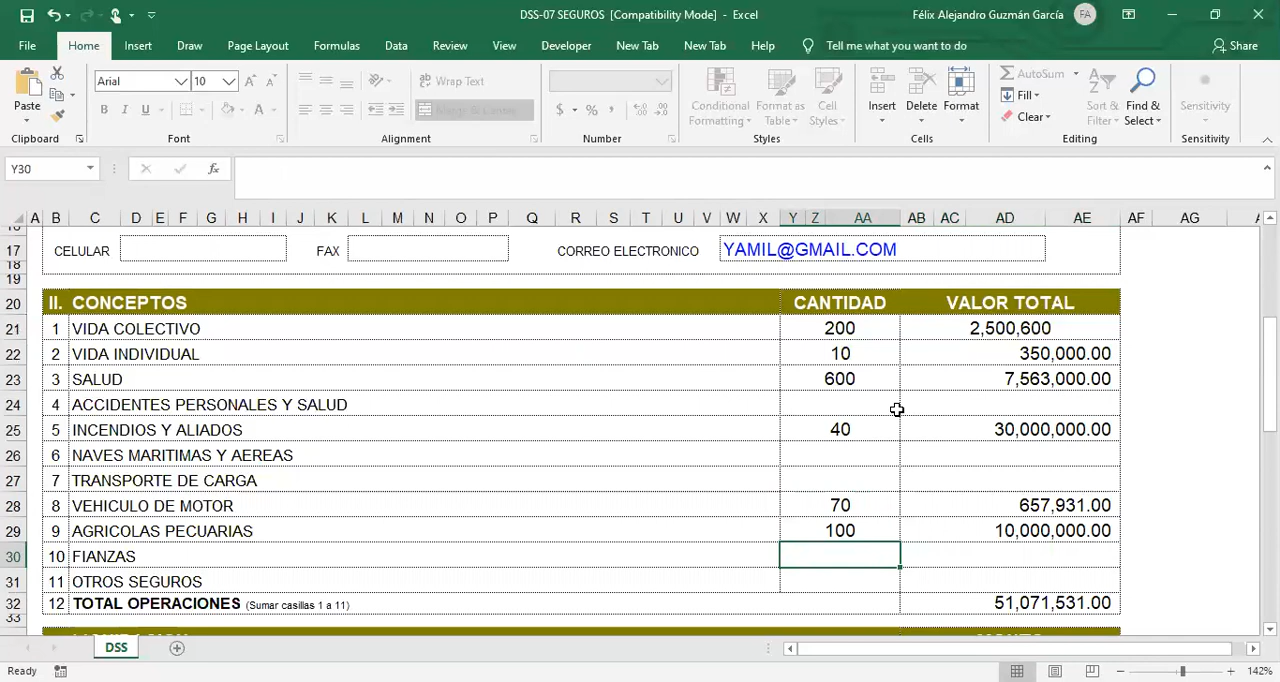 DSS-07 SEGUROS [Compatibility Mode] - Excel
Félix Alejandro Guzmán García FA
File Home Insert Draw Page Layout Formulas Data Review View Developer New Tab New Tab Help Tell me what you want to do Share
Paste
Clipboard
Arial 10
B I U A
Font
Wrap Text
Merge & Center
Alignment
$ % ,
Number
Conditional Formatting
Format as Table
Cell Styles
Styles
Insert Delete Format
Cells
AutoSum
Fill
Clear
Sort & Filter
Find & Select
Editing
Sensitivity
Sensitivity
Y30 fx
A B C D E F G H I J K L M N O P Q R S T U V W X Y Z AA AB AC AD AE AF AG
17 CELULAR FAX CORREO ELECTRONICO YAMIL@GMAIL.COM
18
19
20 II. CONCEPTOS CANTIDAD VALOR TOTAL
21 1 VIDA COLECTIVO 200 2,500,600
22 2 VIDA INDIVIDUAL 10 350,000.00
23 3 SALUD 600 7,563,000.00
24 4 ACCIDENTES PERSONALES Y SALUD
25 5 INCENDIOS Y ALIADOS 40 30,000,000.00
26 6 NAVES MARITIMAS Y AEREAS
27 7 TRANSPORTE DE CARGA
28 8 VEHICULO DE MOTOR 70 657,931.00
29 9 AGRICOLAS PECUARIAS 100 10,000,000.00
30 10 FIANZAS
31 11 OTROS SEGUROS
32 12 TOTAL OPERACIONES (Sumar casillas 1 a 11) 51,071,531.00
33
DSS
Ready 142%